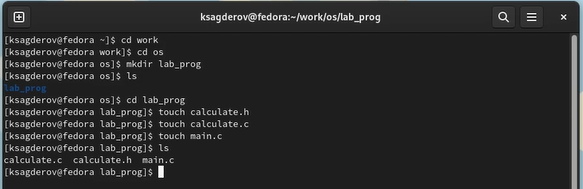 ksagderov@fedora:~/work/os/lab_prog
[ksagderov@fedora ~]$ cd work
[ksagderov@fedora work]$ cd os
[ksagderov@fedora os]$ mkdir lab_prog
[ksagderov@fedora os]$ ls
lab_prog
[ksagderov@fedora os]$ cd lab_prog
[ksagderov@fedora lab_prog]$ touch calculate.h
[ksagderov@fedora lab_prog]$ touch calculate.c
[ksagderov@fedora lab_prog]$ touch main.c
[ksagderov@fedora lab_prog]$ ls
calculate.c  calculate.h  main.c
[ksagderov@fedora lab_prog]$